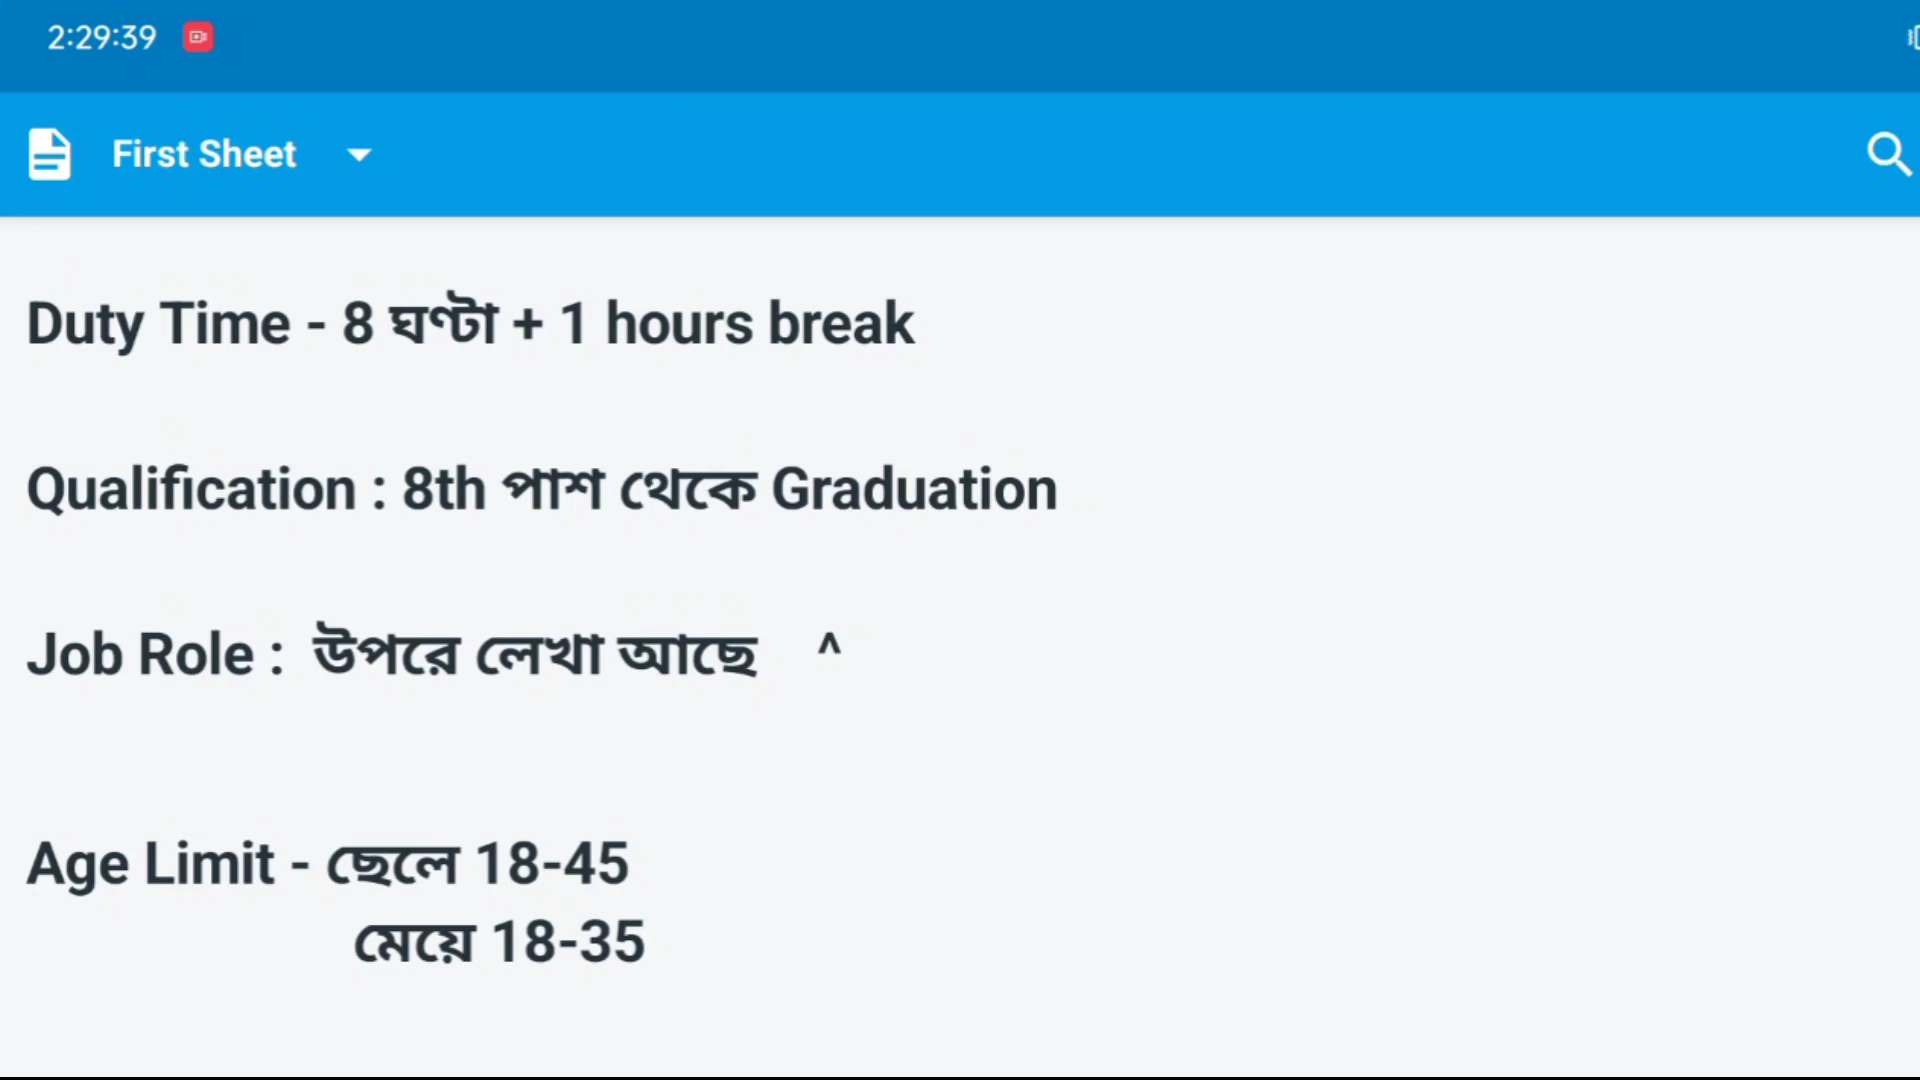 2:29:39
First Sheet
Duty Time - 8 ঘণ্টা + 1 hours break
Qualification : 8th পাশ থেকে Graduation
Job Role : উপরে লেখা আছে ^
Age Limit - ছেলে 18-45
মেয়ে 18-35